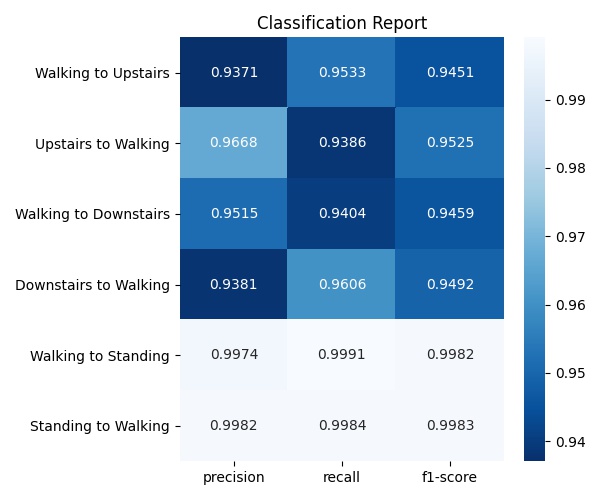 Classification Report
Walking to Upstairs 0.9371 0.9533 0.9451
Upstairs to Walking 0.9668 0.9386 0.9525
Walking to Downstairs 0.9515 0.9404 0.9459
Downstairs to Walking 0.9381 0.9606 0.9492
Walking to Standing 0.9974 0.9991 0.9982
Standing to Walking 0.9982 0.9984 0.9983
precision recall f1-score
0.99
0.98
0.97
0.96
0.95
0.94